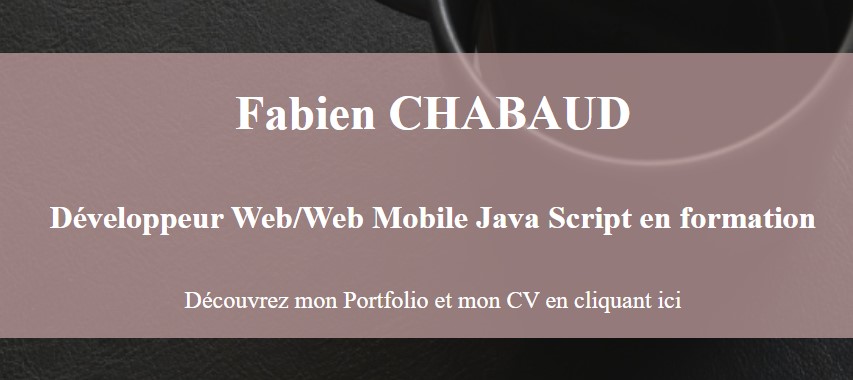 Fabien CHABAUD
Développeur Web/Web Mobile Java Script en formation
Découvrez mon Portfolio et mon CV en cliquant ici